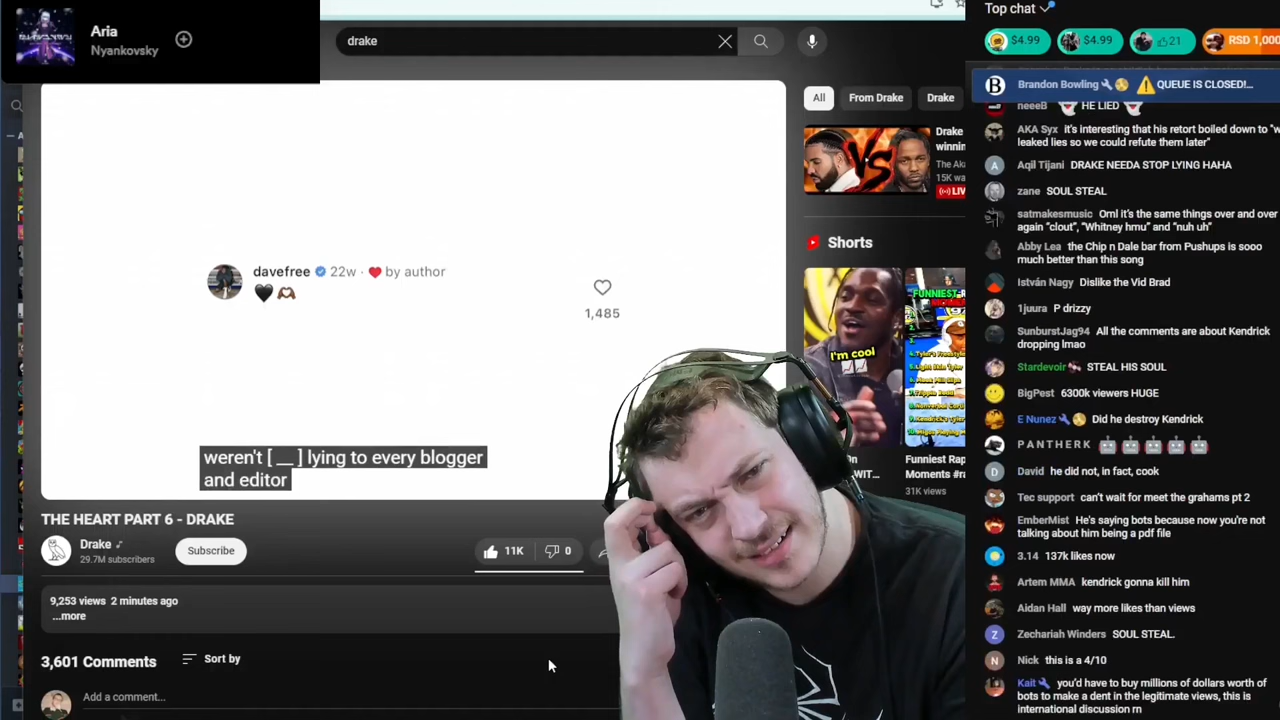 Aria
Nyankovsky
drake
All
From Drake
Drake
Drake
winnin
The Aka
15K wa
LIV
Shorts
I'm cool
FUNNIEST R
Funniest Rap
Moments #ra
31K views
davefree 22w · ❤ by author
🖤🫶🏾
1,485
weren't [ __ ] lying to every blogger
and editor
THE HEART PART 6 - DRAKE
Drake ♪
29.7M subscribers
Subscribe
11K
0
9,253 views 2 minutes ago
...more
3,601 Comments
Sort by
Add a comment...
Top chat
$4.99
$4.99
21
RSD 1,000
Brandon Bowling ⚠ QUEUE IS CLOSED!...
neeeB 👻 HE LIED 👻
AKA Syx it's interesting that his retort boiled down to "w
leaked lies so we could refute them later"
Aqil Tijani DRAKE NEEDA STOP LYING HAHA
zane SOUL STEAL
satmakesmusic Oml it's the same things over and over
again "clout", "Whitney hmu" and "nuh uh"
Abby Lea the Chip n Dale bar from Pushups is sooo
much better than this song
István Nagy Dislike the Vid Brad
1juura P drizzy
SunburstJag94 All the comments are about Kendrick
dropping lmao
Stardevoir STEAL HIS SOUL
BigPest 6300k viewers HUGE
E Nunez Did he destroy Kendrick
P A N T H E R K 🤖 🤖 🤖 🤖 🤖
David he did not, in fact, cook
Tec support can't wait for meet the grahams pt 2
EmberMist He's saying bots because now you're not
talking about him being a pdf file
3.14 137k likes now
Artem MMA kendrick gonna kill him
Aidan Hall way more likes than views
Zechariah Winders SOUL STEAL.
Nick this is a 4/10
Kait you'd have to buy millions of dollars worth of
bots to make a dent in the legitimate views, this is
international discussion rn